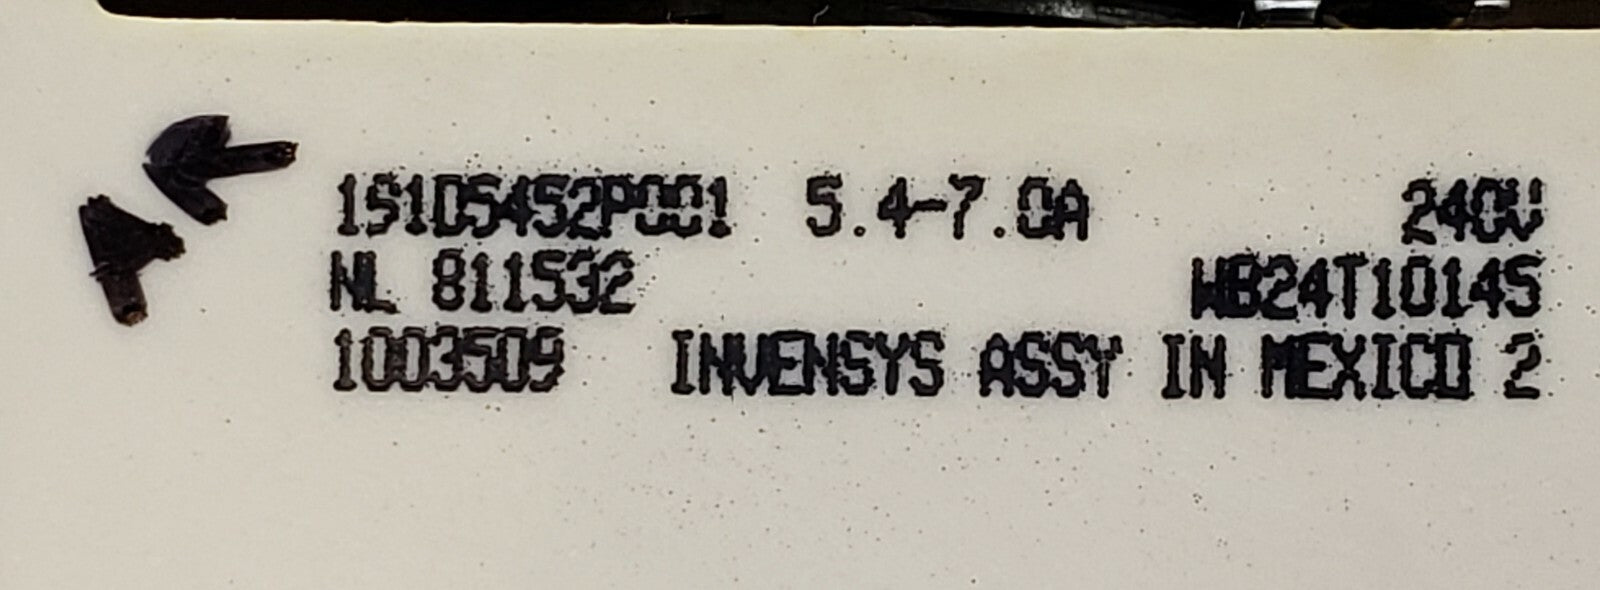 191D5452P001 5.4-7.0A 240V
NL 811532 WB24T10145
1003509 INVENSYS ASSY IN MEXICO 2